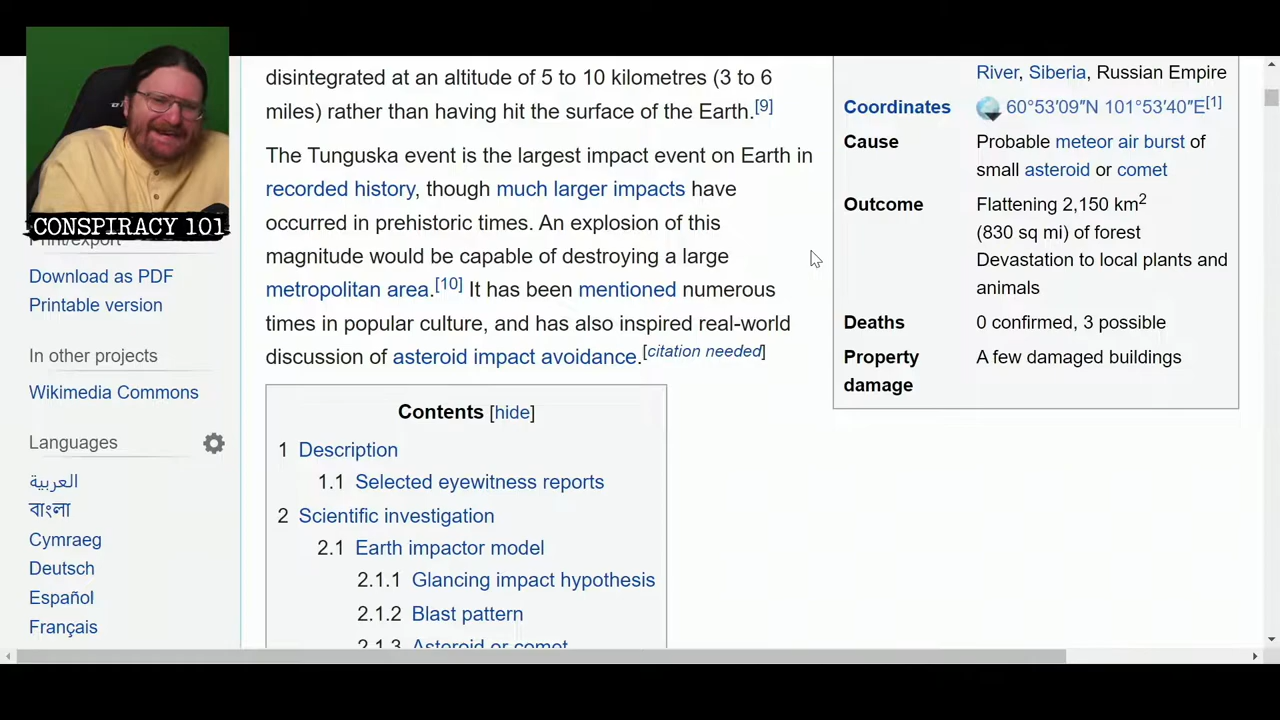 disintegrated at an altitude of 5 to 10 kilometres (3 to 6
miles) rather than having hit the surface of the Earth.[9]
The Tunguska event is the largest impact event on Earth in
recorded history, though much larger impacts have
occurred in prehistoric times. An explosion of this
magnitude would be capable of destroying a large
metropolitan area.[10] It has been mentioned numerous
times in popular culture, and has also inspired real-world
discussion of asteroid impact avoidance.[citation needed]
River, Siberia, Russian Empire
Coordinates 60°53′09″N 101°53′40″E[1]
Cause Probable meteor air burst of
small asteroid or comet
Outcome Flattening 2,150 km2
(830 sq mi) of forest
Devastation to local plants and
animals
Deaths 0 confirmed, 3 possible
Property A few damaged buildings
damage
CONSPIRACY 101
Print/export
Download as PDF
Printable version
In other projects
Wikimedia Commons
Languages
العربية
বাংলা
Cymraeg
Deutsch
Español
Français
Contents [hide]
1 Description
1.1 Selected eyewitness reports
2 Scientific investigation
2.1 Earth impactor model
2.1.1 Glancing impact hypothesis
2.1.2 Blast pattern
2.1.3 Asteroid or comet